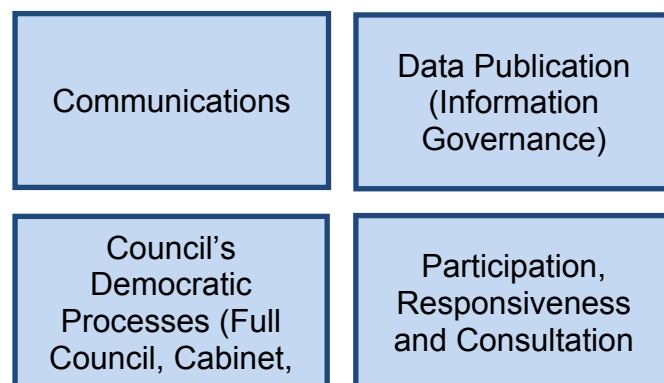 Communications
Data Publication
(Information
Governance)
Council’s
Democratic
Processes (Full
Council, Cabinet,
Participation,
Responsiveness
and Consultation